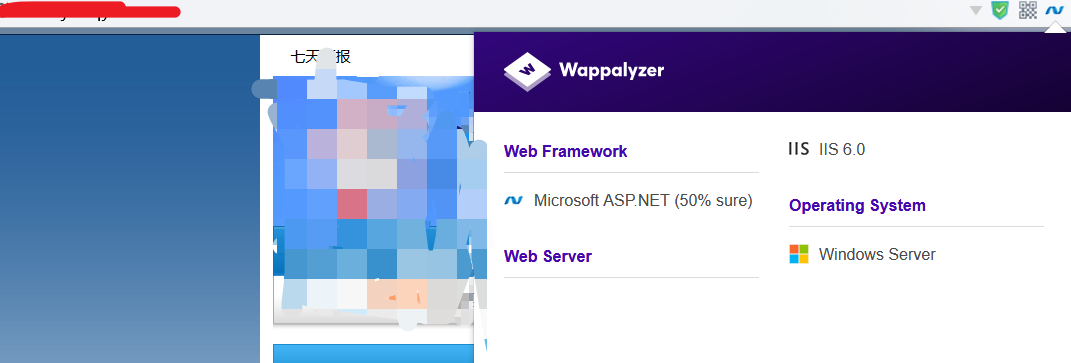 七天 报
Wappalyzer
Web Framework
Microsoft ASP.NET (50% sure)
Web Server
IIS IIS 6.0
Operating System
Windows Server